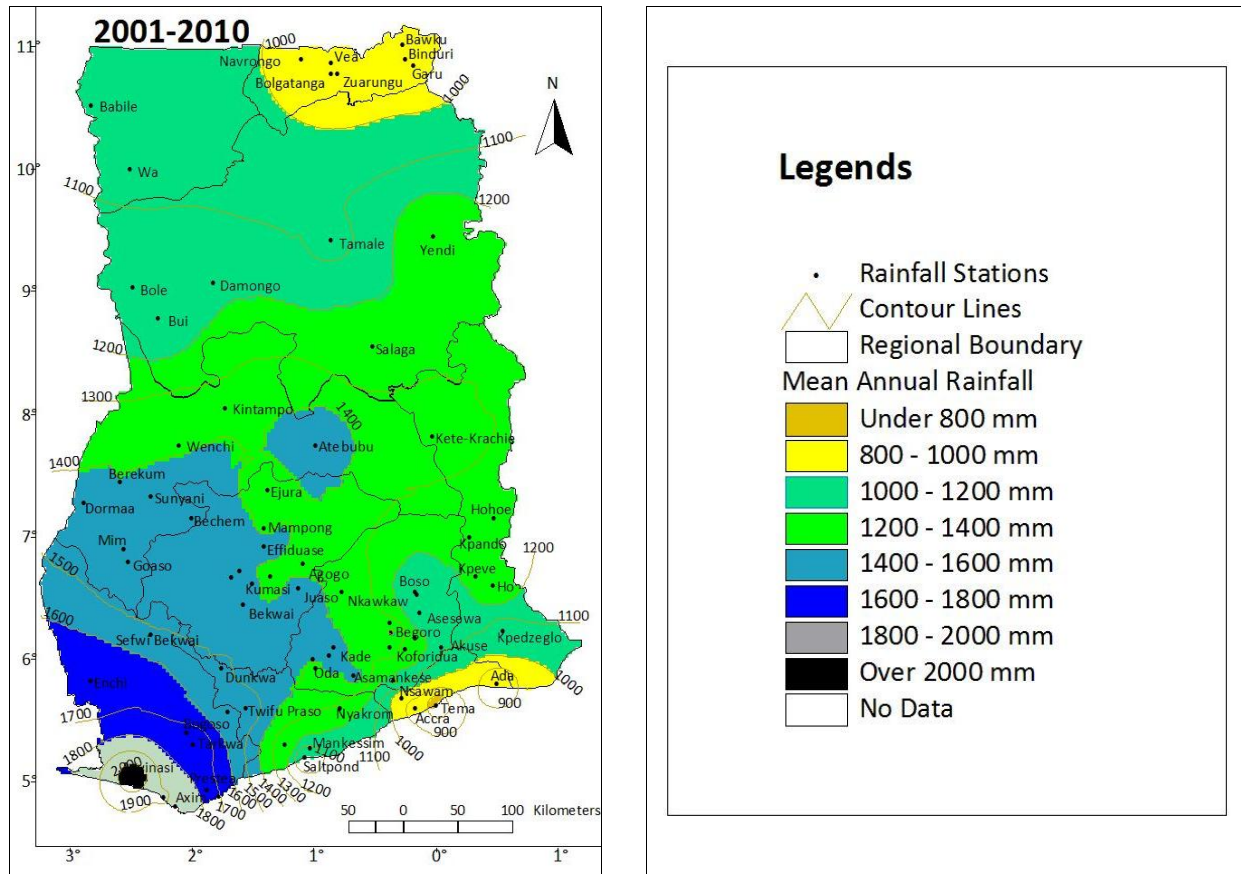 2001-2010
11°
10°
9°
8°
7°
6°
5°
3°
2°
1°
0°
1°
N
1000
Bawku
Binduri
Garu
Vea
Navrongo
Bolgatanga
Zuarungu
1000
Babile
Wa
1100
1100
1200
Tamale
Yendi
Bole
Damongo
Bui
1200
Salaga
1300
Kintampo
1400
Atebubu
Kete-Krachie
Wenchi
1400
Berekum
Sunyani
Dormaa
Bechem
Ejura
Mampong
Hohoe
Mim
Goaso
Effiduase
Kpando
1200
1500
Agogo
Kpeve
Kumasi
Juaso
Nkawkaw
Boso
Ho
Bekwai
Asesewa
1100
1600
Sefwi Bekwai
Begoro
Kpedzeglo
Kade
Koforidua
Akuse
Dunkwa
Oda
Asamankese
Ada
1000
Enchi
Nsawam
900
1700
Twifu Praso
Nyakrom
Accra
Tema
900
1000
Tarkwa
Mankessim
1100
1100
Saltpond
1800
Prestea
1200
1300
1400
1500
1600
1700
1800
1900
Axim
50 0 50 100 Kilometers
Legends
Rainfall Stations
Contour Lines
Regional Boundary
Mean Annual Rainfall
Under 800 mm
800 - 1000 mm
1000 - 1200 mm
1200 - 1400 mm
1400 - 1600 mm
1600 - 1800 mm
1800 - 2000 mm
Over 2000 mm
No Data